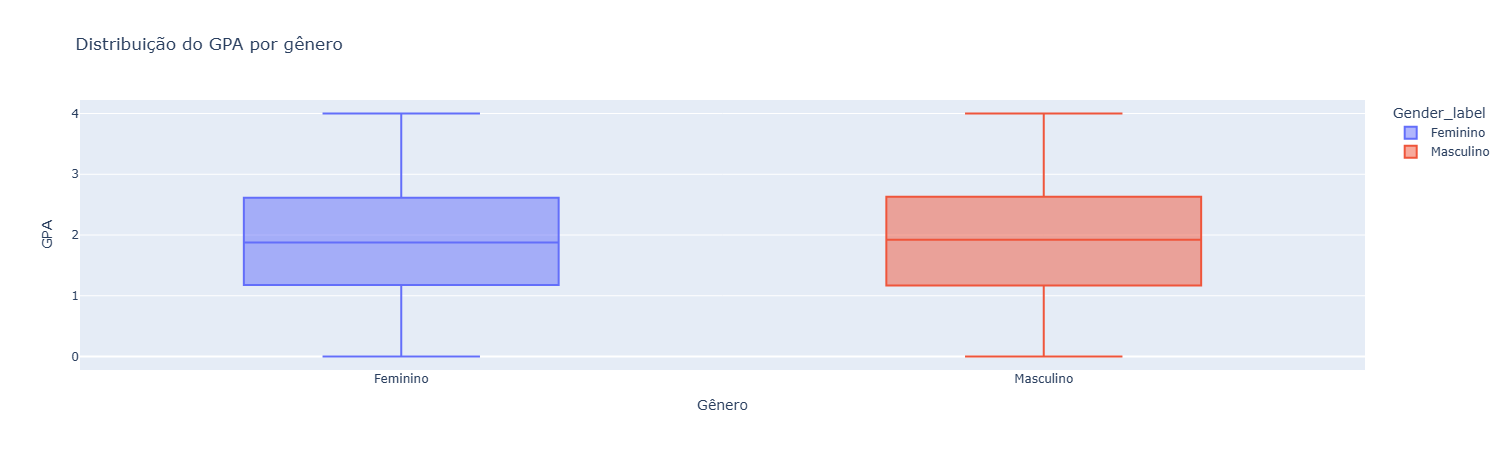 Distribuição do GPA por gênero
Gender_label
Feminino
Masculino
GPA
4
3
2
1
0
Feminino
Masculino
Gênero